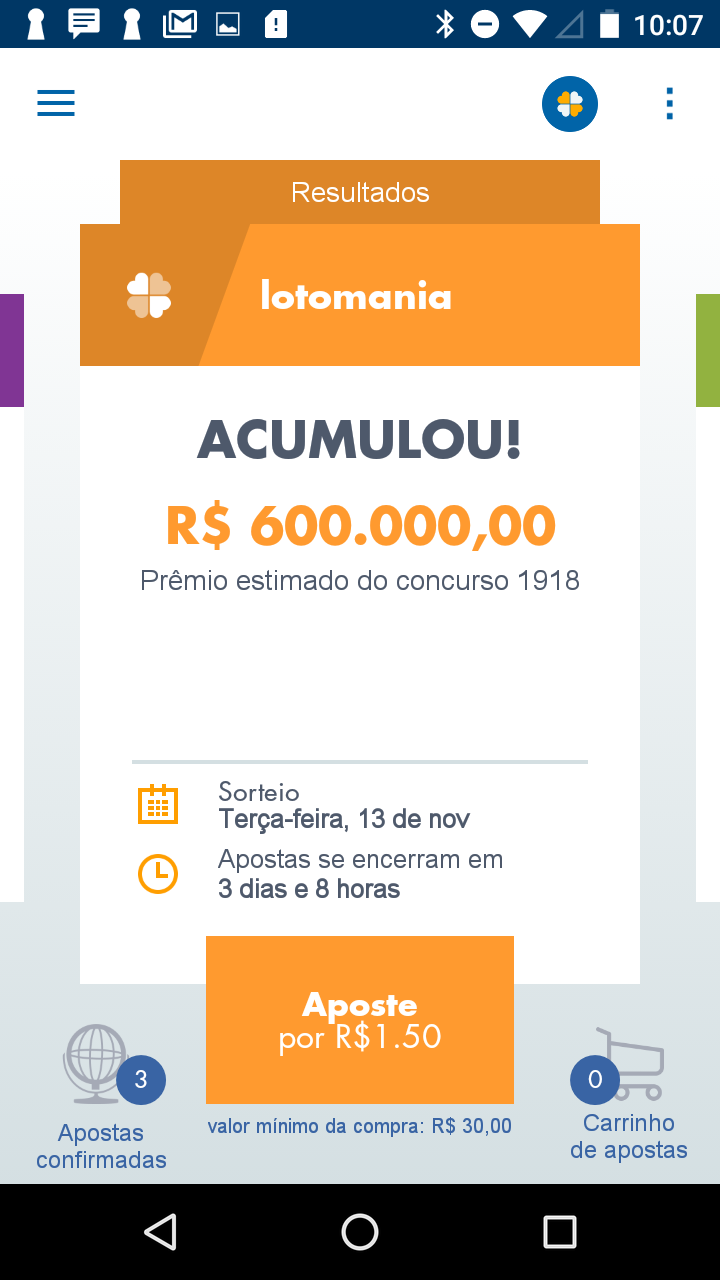 10:07
Resultados
lotomania
ACUMULOU!
R$ 600.000,00
Prêmio estimado do concurso 1918
Sorteio
Terça-feira, 13 de nov
Apostas se encerram em
3 dias e 8 horas
Aposte
por R$1.50
valor mínimo da compra: R$ 30,00
3
Apostas
confirmadas
0
Carrinho
de apostas